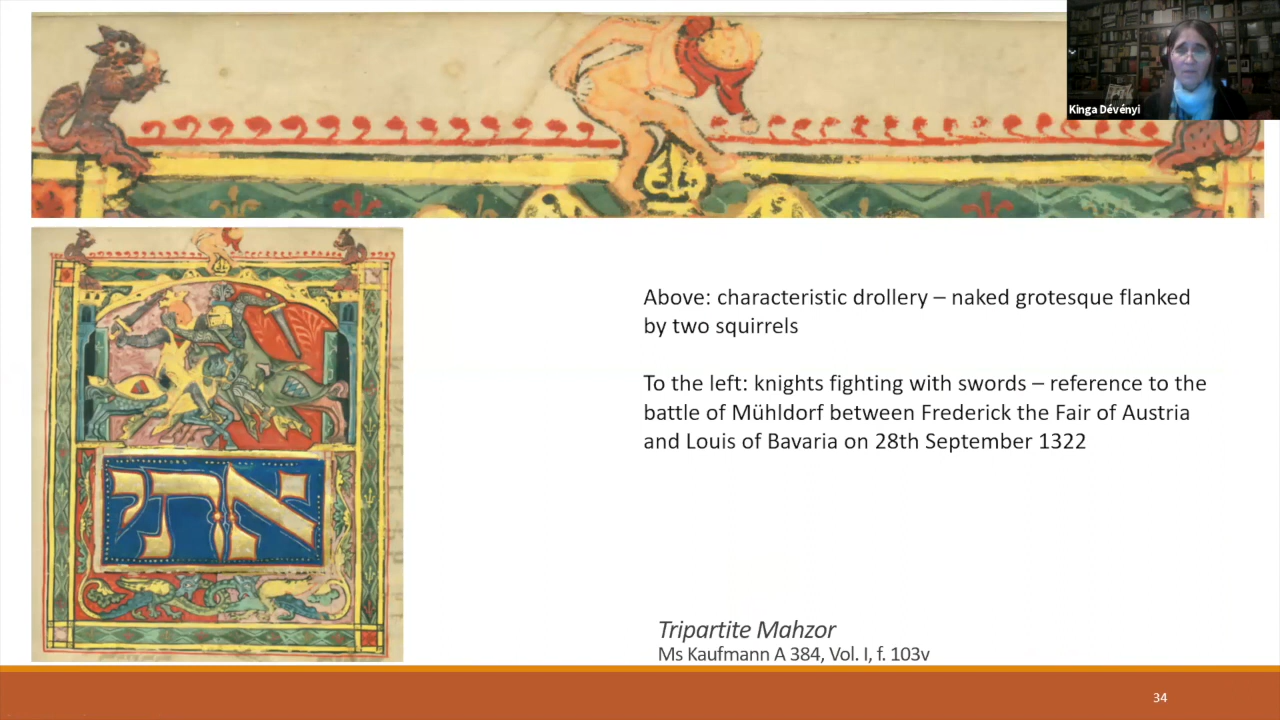 Kinga Dévényi
Above: characteristic drollery – naked grotesque flanked
by two squirrels
To the left: knights fighting with swords – reference to the
battle of Mühldorf between Frederick the Fair of Austria
and Louis of Bavaria on 28th September 1322
אתי
Tripartite Mahzor
Ms Kaufmann A 384, Vol. I, f. 103v
34